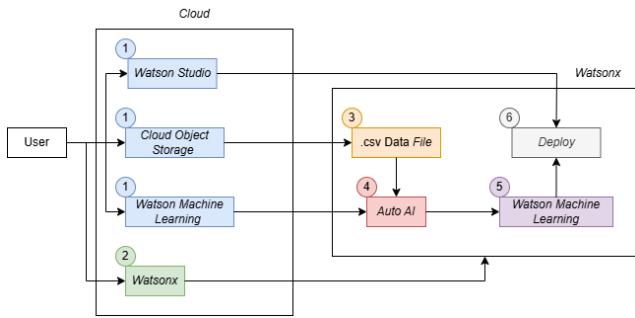 Cloud
1
Watson Studio
Watsonx
1
3
6
User
Cloud Object
Storage
.csv Data File
Deploy
1
4
5
Watson Machine
Learning
Auto AI
Watson Machine
Learning
2
Watsonx